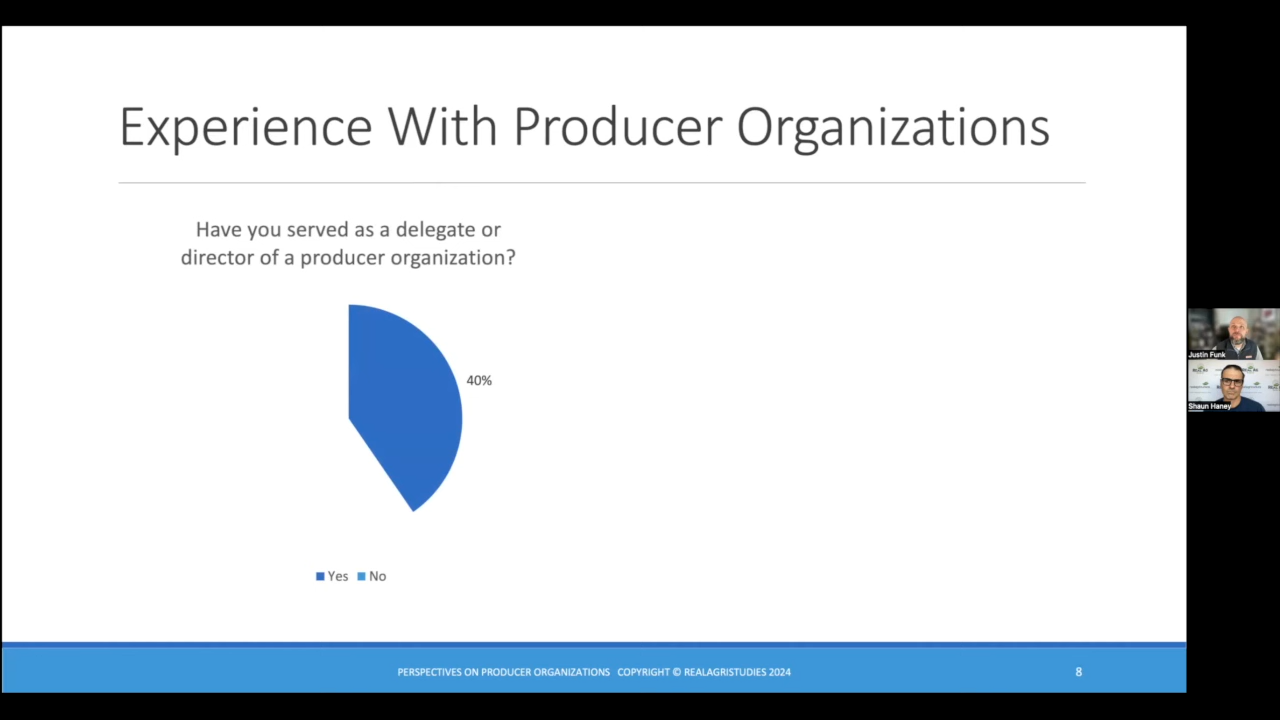 Experience With Producer Organizations
Have you served as a delegate or
director of a producer organization?
40%
Yes No
Justin Funk
Shaun Haney
PERSPECTIVES ON PRODUCER ORGANIZATIONS COPYRIGHT © REALAGRISTUDIES 2024
8